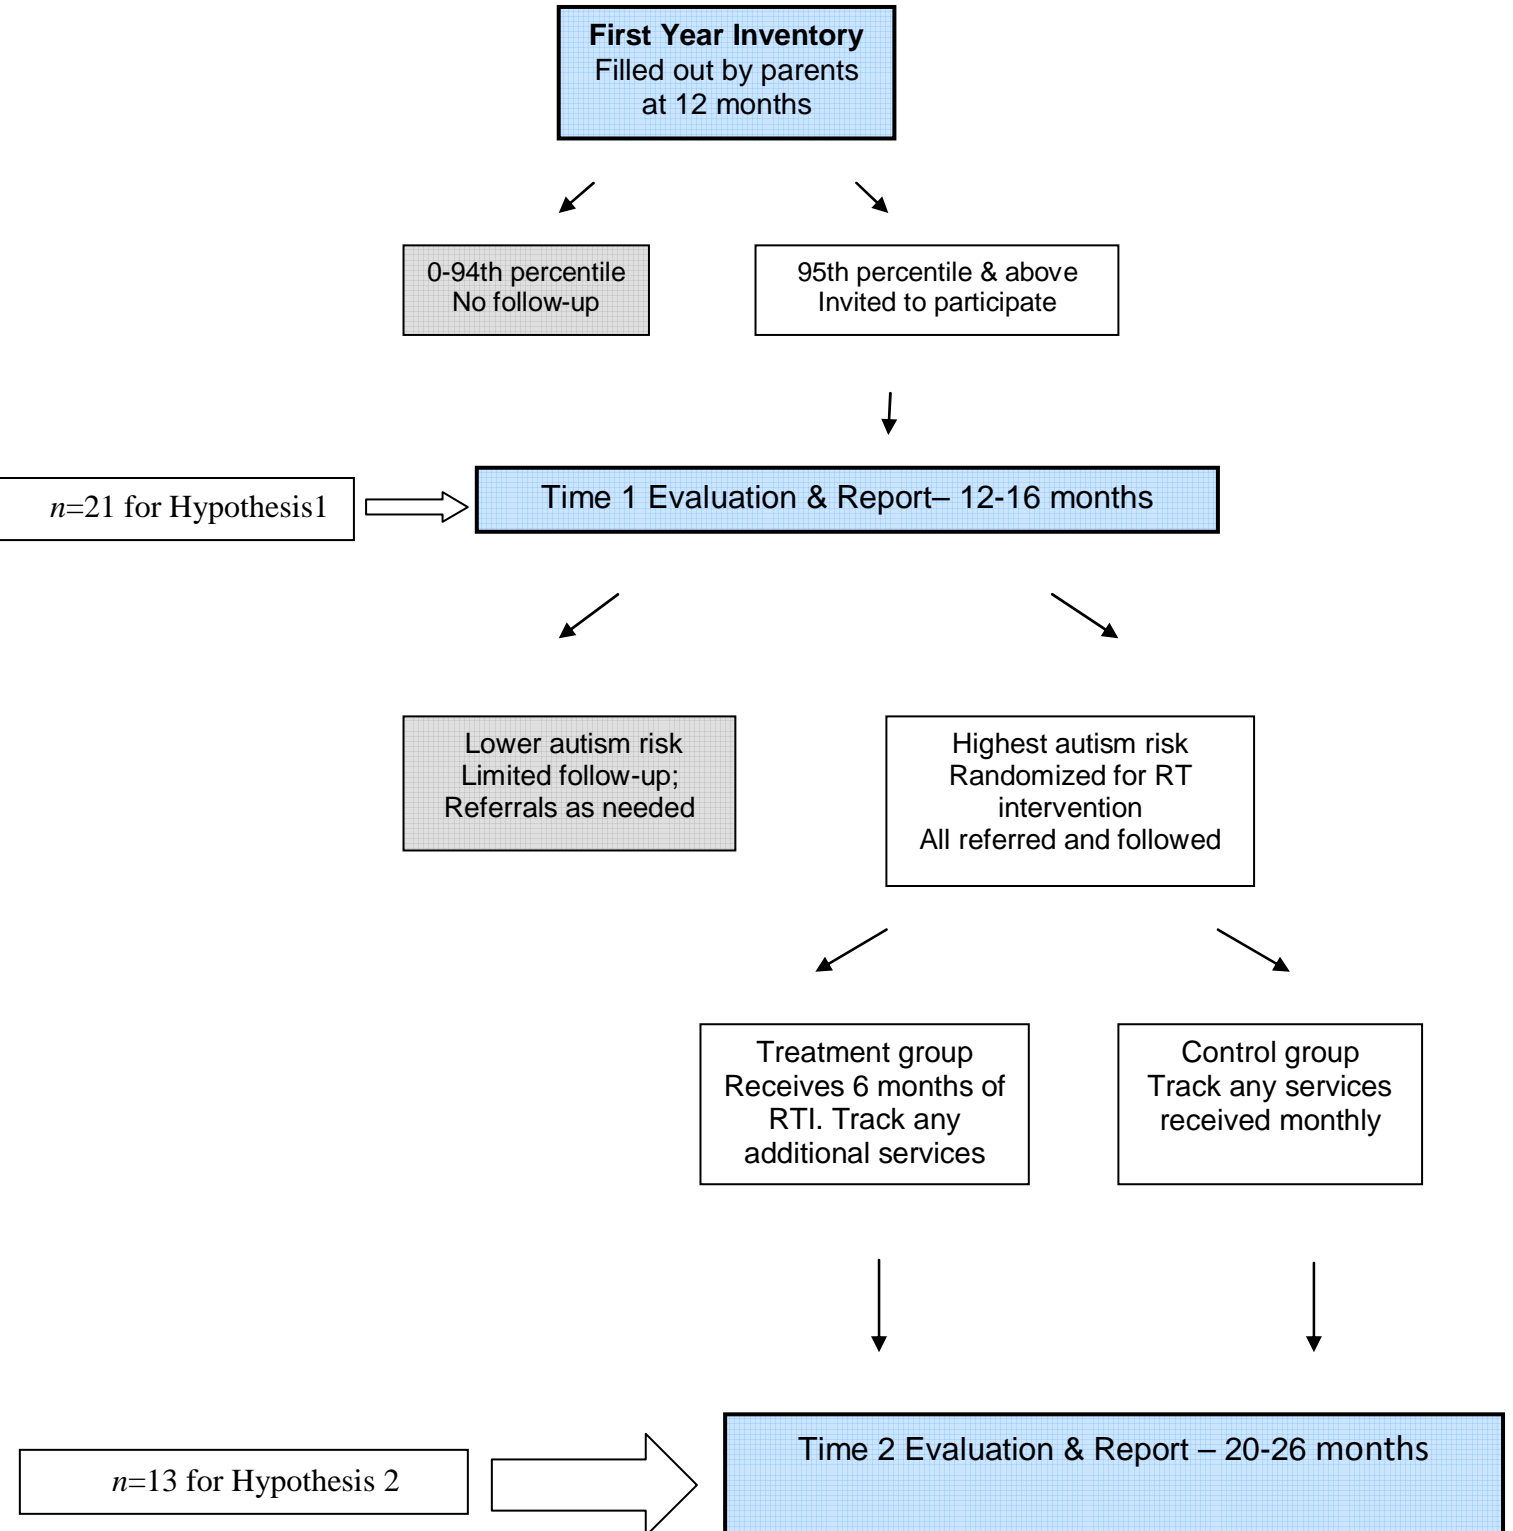 First Year Inventory
Filled out by parents
at 12 months
0-94th percentile
No follow-up
95th percentile & above
Invited to participate
n=21 for Hypothesis1
Time 1 Evaluation & Report– 12-16 months
Lower autism risk
Limited follow-up;
Referrals as needed
Highest autism risk
Randomized for RT
intervention
All referred and followed
Treatment group
Receives 6 months of
RTI. Track any
additional services
Control group
Track any services
received monthly
Time 2 Evaluation & Report – 20-26 months
n=13 for Hypothesis 2